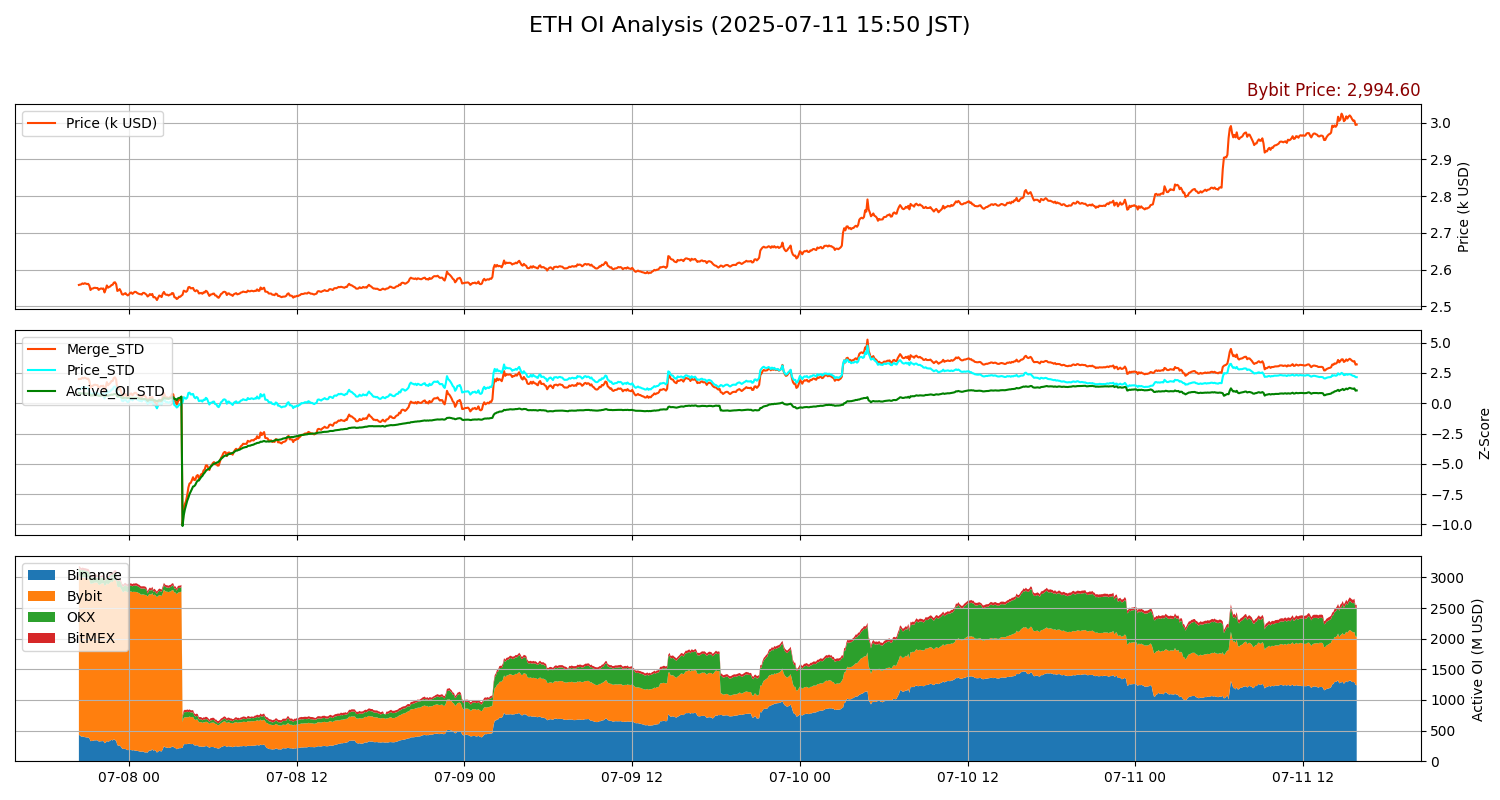 ETH OI Analysis (2025-07-11 15:50 JST)
Bybit Price: 2,994.60
Price (k USD)
3.0
2.9
2.8
2.7
2.6
2.5
Price (k USD)
Merge_STD
Price_STD
Active_OI_STD
5.0
2.5
0.0
−2.5
−5.0
−7.5
−10.0
Z-Score
Binance
Bybit
OKX
BitMEX
3000
2500
2000
1500
1000
500
0
Active OI (M USD)
07-08 00
07-08 12
07-09 00
07-09 12
07-10 00
07-10 12
07-11 00
07-11 12